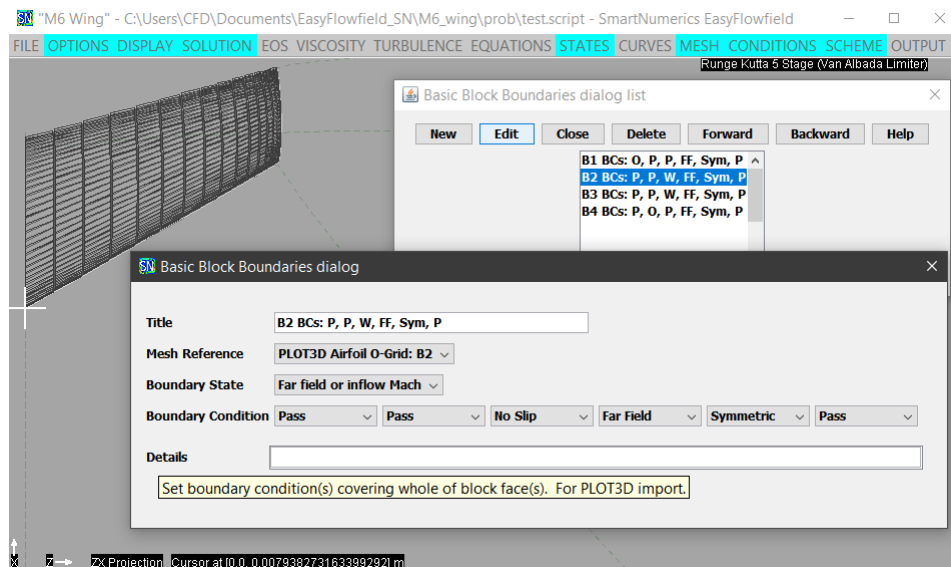 SN "M6 Wing" - C:\Users\CFD\Documents\EasyFlowfield_SN\M6_wing\prob\test.script - SmartNumerics EasyFlowfield
FILE OPTIONS DISPLAY SOLUTION EOS VISCOSITY TURBULENCE EQUATIONS STATES CURVES MESH CONDITIONS SCHEME OUTPUT
Runge Kutta 5 Stage (Van Albada Limiter)
Basic Block Boundaries dialog list
New Edit Close Delete Forward Backward Help
B1 BCs: O, P, P, FF, Sym, P
B2 BCs: P, P, W, FF, Sym, P
B3 BCs: P, P, W, FF, Sym, P
B4 BCs: P, O, P, FF, Sym, P
SN Basic Block Boundaries dialog
Title B2 BCs: P, P, W, FF, Sym, P
Mesh Reference PLOT3D Airfoil O-Grid: B2
Boundary State Far field or inflow Mach
Boundary Condition Pass Pass No Slip Far Field Symmetric Pass
Details
Set boundary condition(s) covering whole of block face(s). For PLOT3D import.
X Z ZX Projection Cursor at [0.0, 0.007938273163399292] m